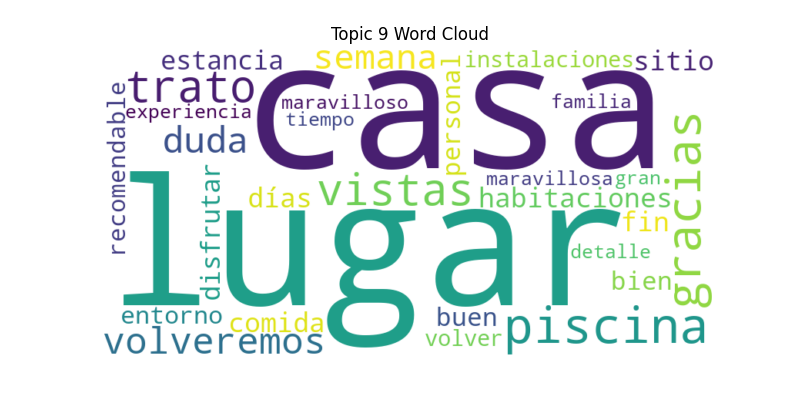 Topic 9 Word Cloud
estancia
semana
instalaciones
sitio
trato
casa
maravilloso
familia
experiencia
tiempo
recomendable
personal
duda
gracias
vistas
maravillosa
gran
días
habitaciones
disfrutar
lugar
fin
detalle
bien
entorno
comida
buen
piscina
volveremos
volver